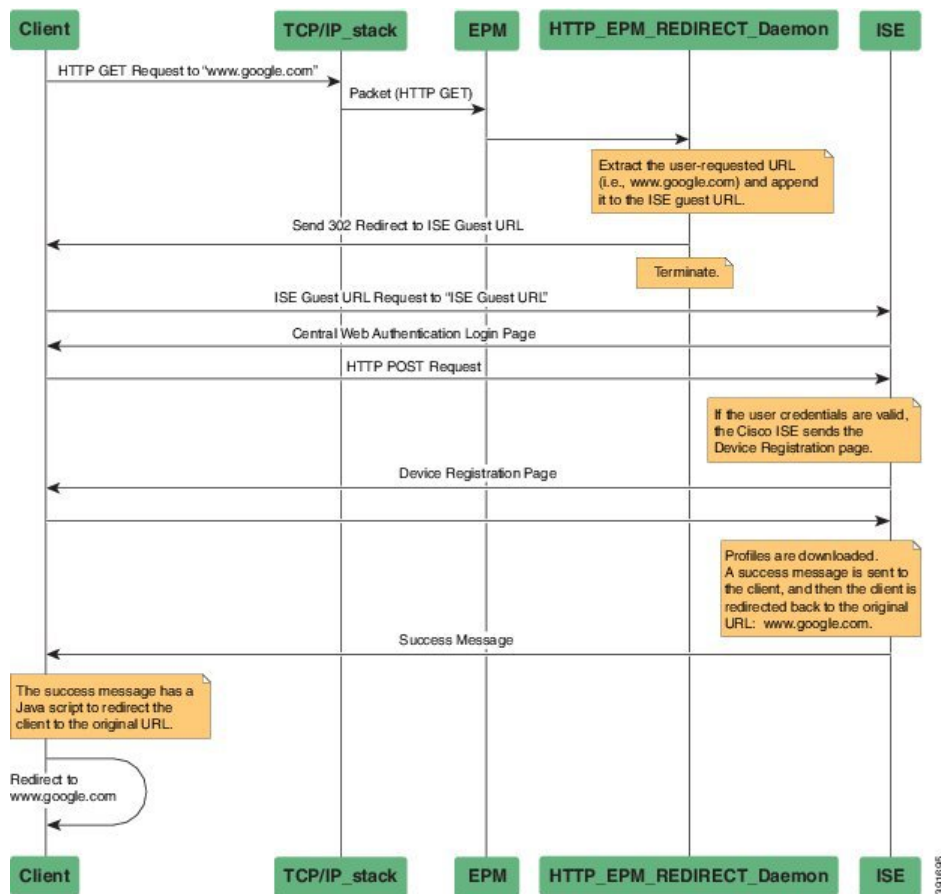 Client
TCP/IP_stack
EPM
HTTP_EPM_REDIRECT_Daemon
ISE
HTTP GET Request to “www.google.com”
Packet (HTTP GET)
Extract the user-requested URL
(i.e., www.google.com) and append
it to the ISE guest URL.
Send 302 Redirect to ISE Guest URL
Terminate.
ISE Guest URL Request to “ISE Guest URL”
Central Web Authentication Login Page
HTTP POST Request
If the user credentials are valid,
the Cisco ISE sends the
Device Registration page.
Device Registration Page
Profiles are downloaded.
A success message is sent to
the client, and then the client is
redirected back to the original
URL: www.google.com.
Success Message
The success message has a
Java script to redirect the
client to the original URL.
Redirect to
www.google.com
Client
TCP/IP_stack
EPM
HTTP_EPM_REDIRECT_Daemon
ISE